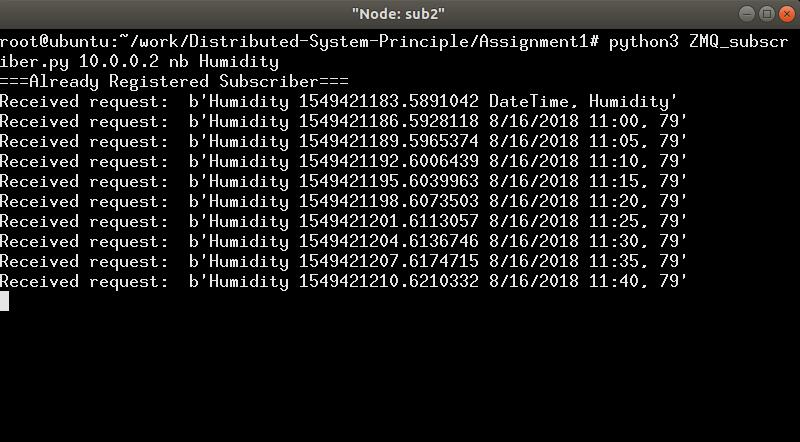 "Node: sub2"
root@ubuntu:~/work/Distributed-System-Principle/Assignment1# python3 ZMQ_subscr
iber.py 10.0.0.2 nb Humidity
===Already Registered Subscriber===
Received request:  b'Humidity 1549421183.5891042 DateTime, Humidity'
Received request:  b'Humidity 1549421186.5928118 8/16/2018 11:00, 79'
Received request:  b'Humidity 1549421189.5965374 8/16/2018 11:05, 79'
Received request:  b'Humidity 1549421192.6006439 8/16/2018 11:10, 79'
Received request:  b'Humidity 1549421195.6039963 8/16/2018 11:15, 79'
Received request:  b'Humidity 1549421198.6073503 8/16/2018 11:20, 79'
Received request:  b'Humidity 1549421201.6113057 8/16/2018 11:25, 79'
Received request:  b'Humidity 1549421204.6136746 8/16/2018 11:30, 79'
Received request:  b'Humidity 1549421207.6174715 8/16/2018 11:35, 79'
Received request:  b'Humidity 1549421210.6210332 8/16/2018 11:40, 79'